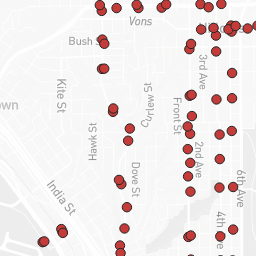 Vons
Bush St
3rd Ave
Kite St
Curlew St
Front St
Hawk St
2nd Ave
Dove St
India St
4th Ave
6th Ave